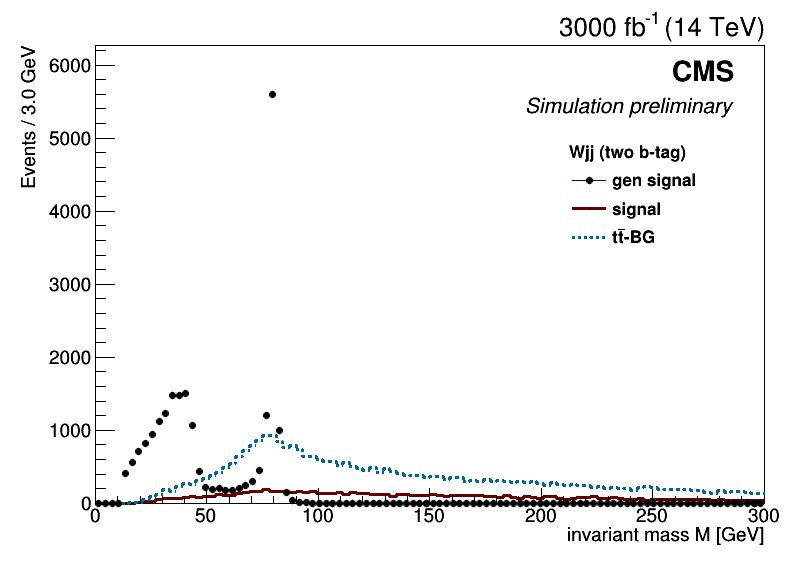 3000 fb⁻¹ (14 TeV)
Events / 3.0 GeV
6000
5000
4000
3000
2000
1000
0
CMS
Simulation preliminary
Wjj (two b-tag)
gen signal
signal
tt̄-BG
0 50 100 150 200 250 300
invariant mass M [GeV]